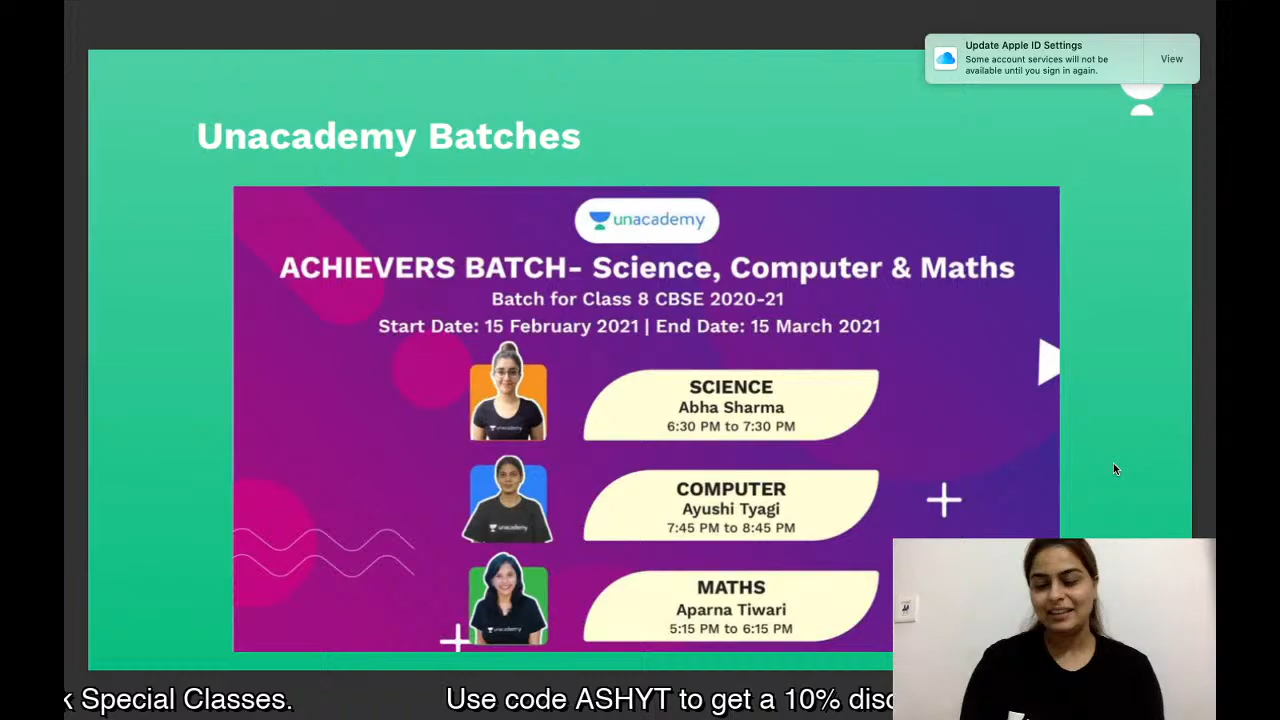 Update Apple ID Settings
Some account services will not be
available until you sign in again.
View
Unacademy Batches
unacademy
ACHIEVERS BATCH- Science, Computer & Maths
Batch for Class 8 CBSE 2020-21
Start Date: 15 February 2021 | End Date: 15 March 2021
unacademy
SCIENCE
Abha Sharma
6:30 PM to 7:30 PM
unacademy
COMPUTER
Ayushi Tyagi
7:45 PM to 8:45 PM
unacademy
MATHS
Aparna Tiwari
5:15 PM to 6:15 PM
k Special Classes.
Use code ASHYT to get a 10% disc